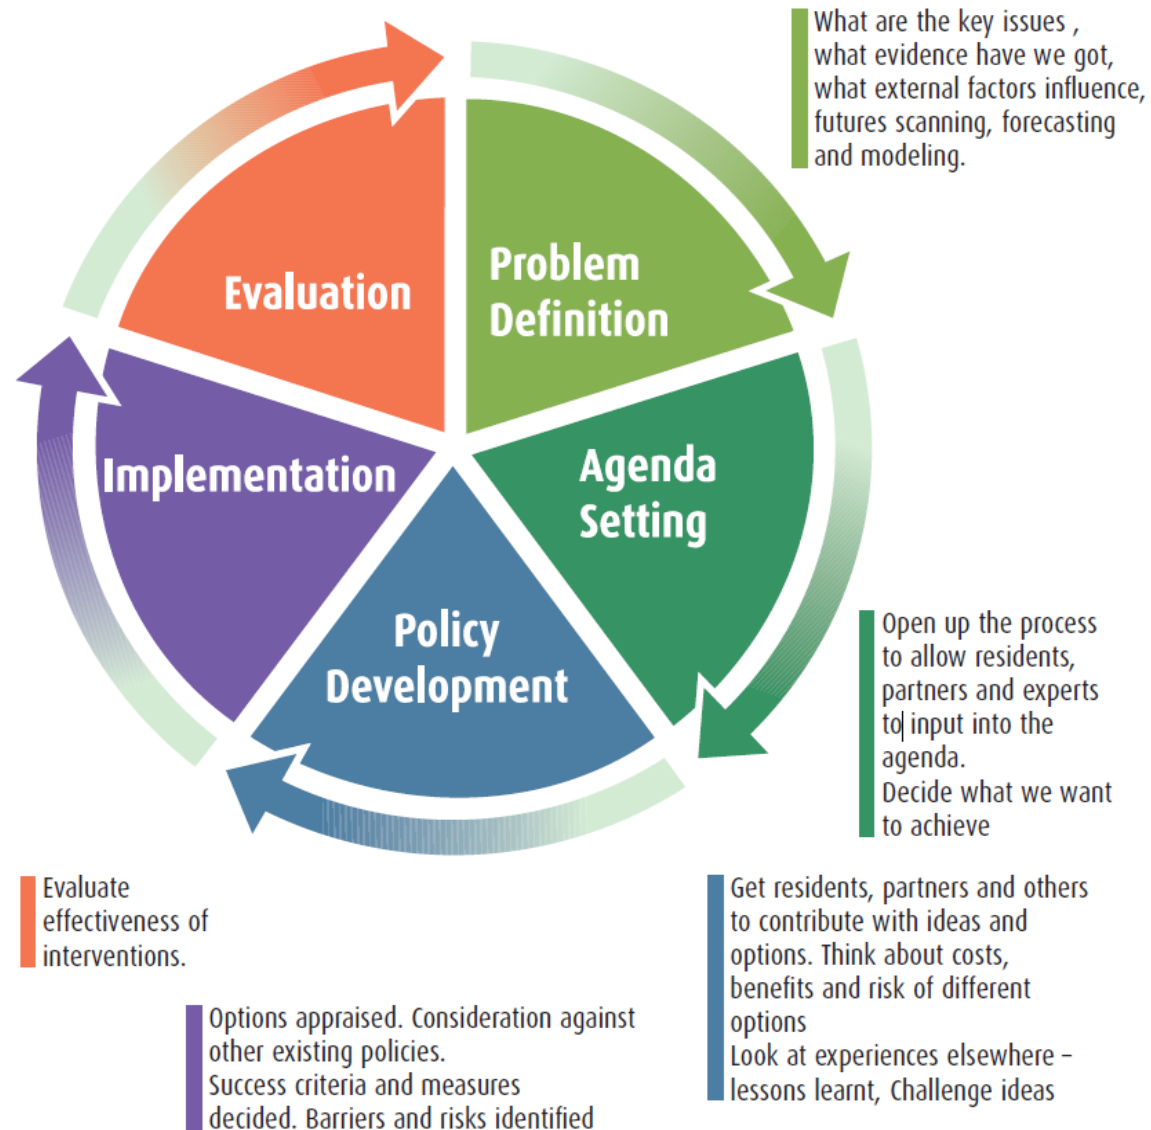 What are the key issues ,
what evidence have we got,
what external factors influence,
futures scanning, forecasting
and modeling.
Evaluation
Problem
Definition
Implementation
Agenda
Setting
Policy
Development
Open up the process
to allow residents,
partners and experts
to input into the
agenda.
Decide what we want
to achieve
Evaluate
effectiveness of
interventions.
Get residents, partners and others
to contribute with ideas and
options. Think about costs,
benefits and risk of different
options
Look at experiences elsewhere –
lessons learnt, Challenge ideas
Options appraised. Consideration against
other existing policies.
Success criteria and measures
decided. Barriers and risks identified